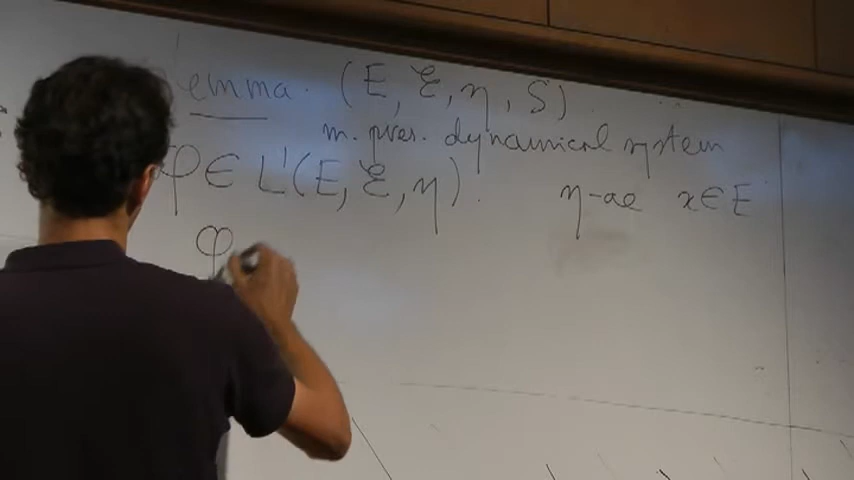 Lemma. (E, ℰ, η, S).
m. pres. dynamical system
φ ∈ L¹(E, ℰ, η). η-ae x ∈ E
φ